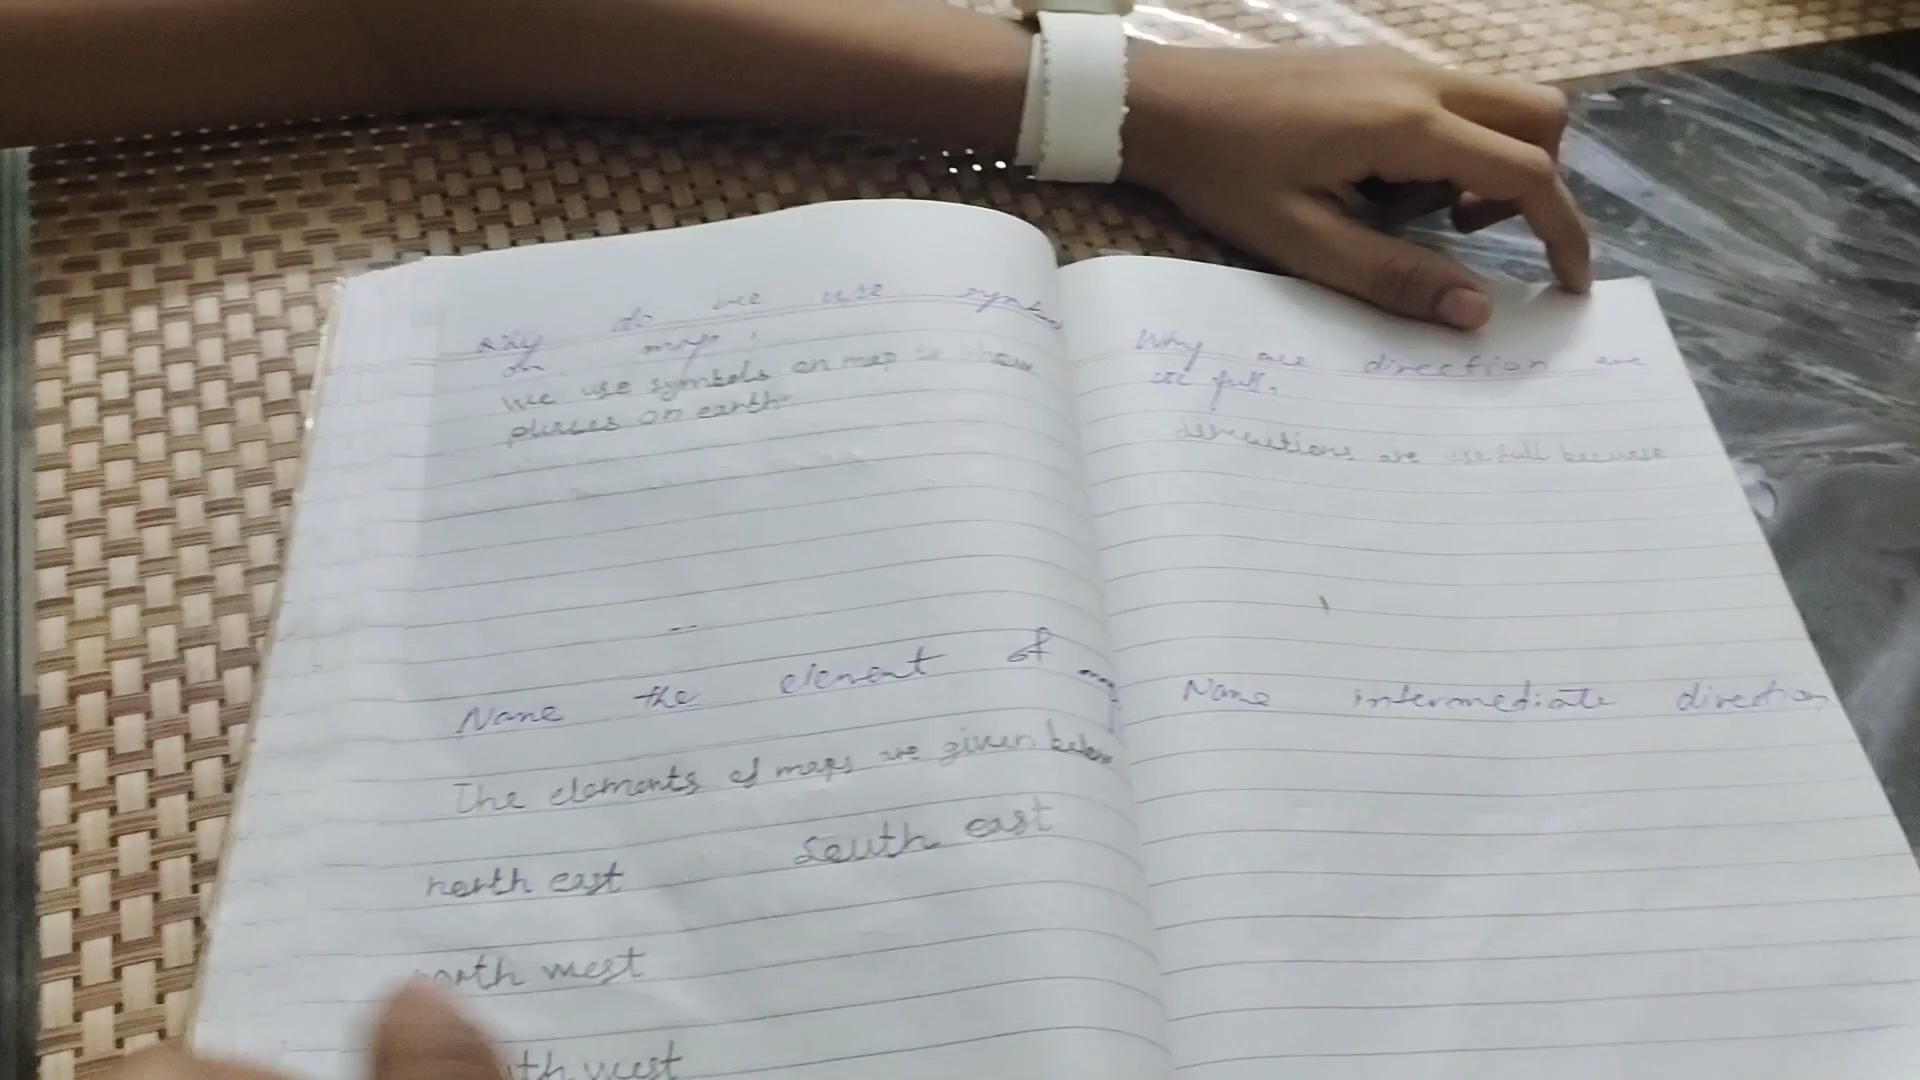 Why do we use symbols
on map?
we use symbols on map to show
places on earth.
Name the element of map
The elements of maps are given below
north east south east
north west
th west
Why are direction are
use full.
directions are use full because
Name intermediate direction